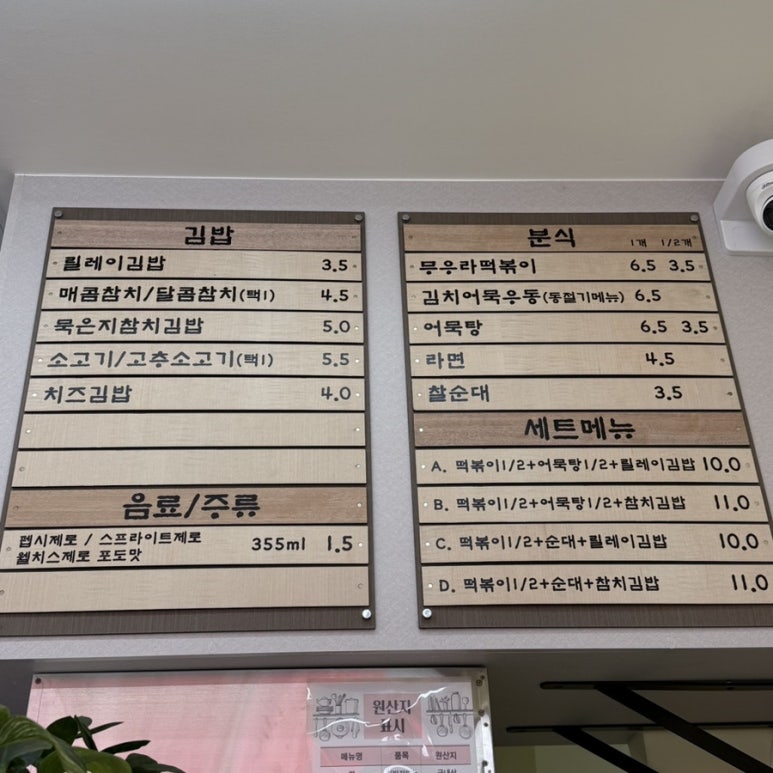 김밥
릴레이김밥 3.5
매콤참치/달콤참치(택1) 4.5
묵은지참치김밥 5.0
소고기/고추소고기(택1) 5.5
치즈김밥 4.0
음료/주류
펩시제로 / 스프라이트제로
웰치스제로 포도맛 355ml 1.5
분식 1개 1/2개
무응라떡볶이 6.5 3.5
김치어묵우동(동절기메뉴) 6.5
어묵탕 6.5 3.5
라면 4.5
찰순대 3.5
세트메뉴
A. 떡볶이1/2+어묵탕1/2+릴레이김밥 10.0
B. 떡볶이1/2+어묵탕1/2+참치김밥 11.0
C. 떡볶이1/2+순대+릴레이김밥 10.0
D. 떡볶이1/2+순대+참치김밥 11.0
원산지
표시
메뉴명 품목 원산지
국내산